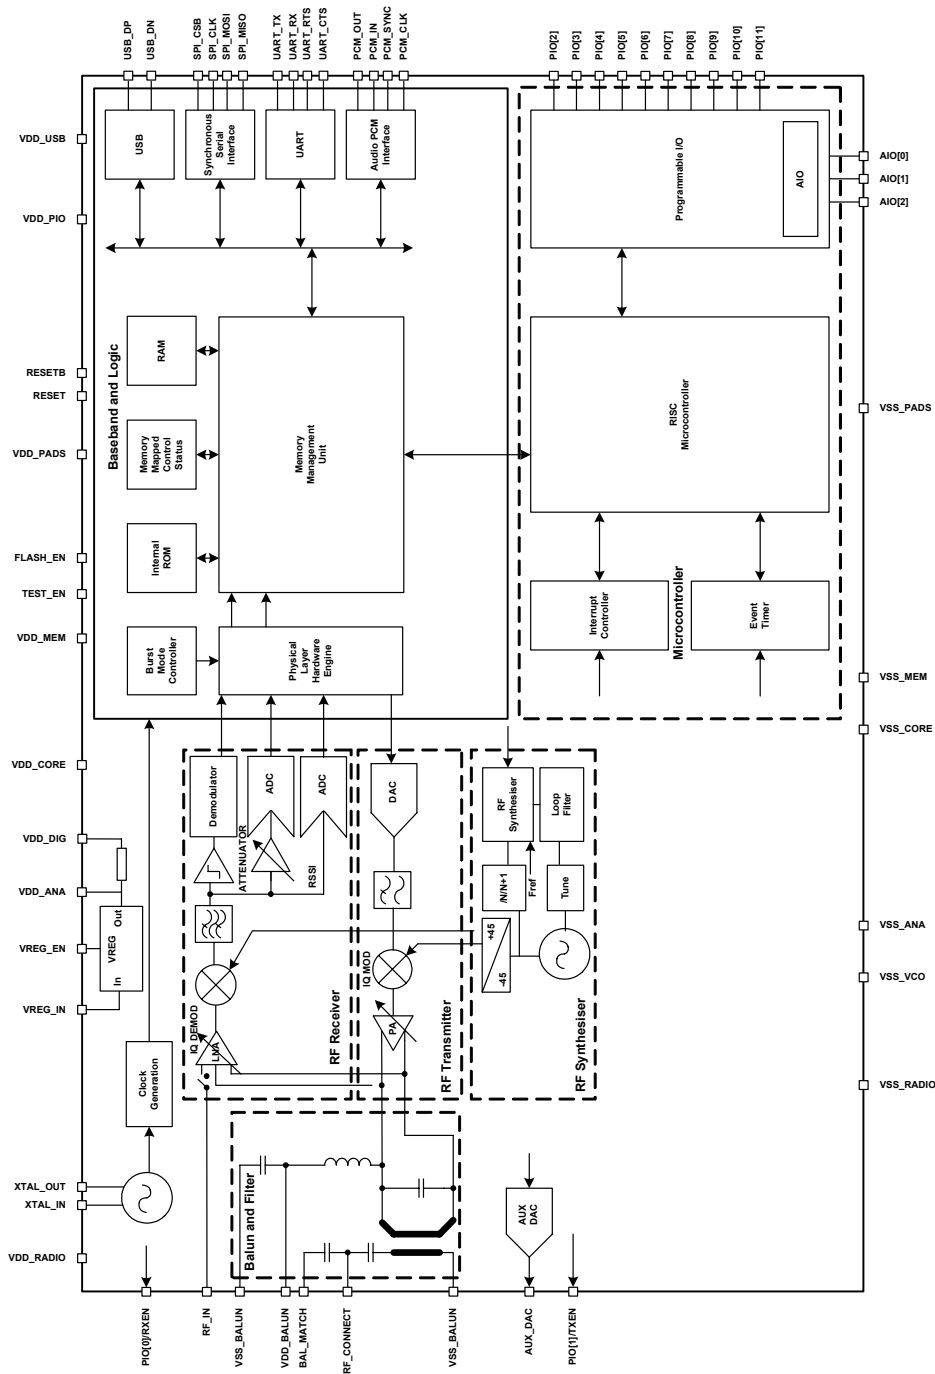 USB_DP
USB_DN
SPI_CSB
SPI_CLK
SPI_MOSI
SPI_MISO
UART_TX
UART_RX
UART_RTS
UART_CTS
PCM_OUT
PCM_IN
PCM_SYNC
PCM_CLK
PIO[2]
PIO[3]
PIO[4]
PIO[5]
PIO[6]
PIO[7]
PIO[8]
PIO[9]
PIO[10]
PIO[11]
VDD_USB
VDD_PIO
RESETB
RESET
VDD_PADS
FLASH_EN
TEST_EN
VDD_MEM
VDD_CORE
VDD_DIG
VDD_ANA
VREG_EN
VREG_IN
XTAL_OUT
XTAL_IN
VDD_RADIO
USB
Synchronous
Serial
Interface
UART
Audio PCM
Interface
Programmable I/O
AIO
AIO[0]
AIO[1]
AIO[2]
Baseband and Logic
RAM
Memory
Mapped
Control
Status
Internal
ROM
Memory
Management
Unit
Burst
Mode
Controller
Physical
Layer
Hardware
Engine
RISC
Microcontroller
Interrupt
Controller
Microcontroller
Event
Timer
VSS_PADS
VSS_MEM
VSS_CORE
VSS_ANA
VSS_VCO
VSS_RADIO
Demodulator
ADC
ADC
ATTENUATOR
RSSI
IQ DEMOD
LNA
RF Receiver
DAC
IQ MOD
PA
RF Transmitter
RF
Synthesiser
Loop
Filter
/N/N+1
Fref
Tune
+45
-45
RF Synthesiser
Out
VREG
In
Clock
Generation
Balun and Filter
AUX
DAC
PIO[0]/RXEN
RF_IN
VSS_BALUN
VDD_BALUN
BAL_MATCH
RF_CONNECT
VSS_BALUN
AUX_DAC
PIO[1]/TXEN